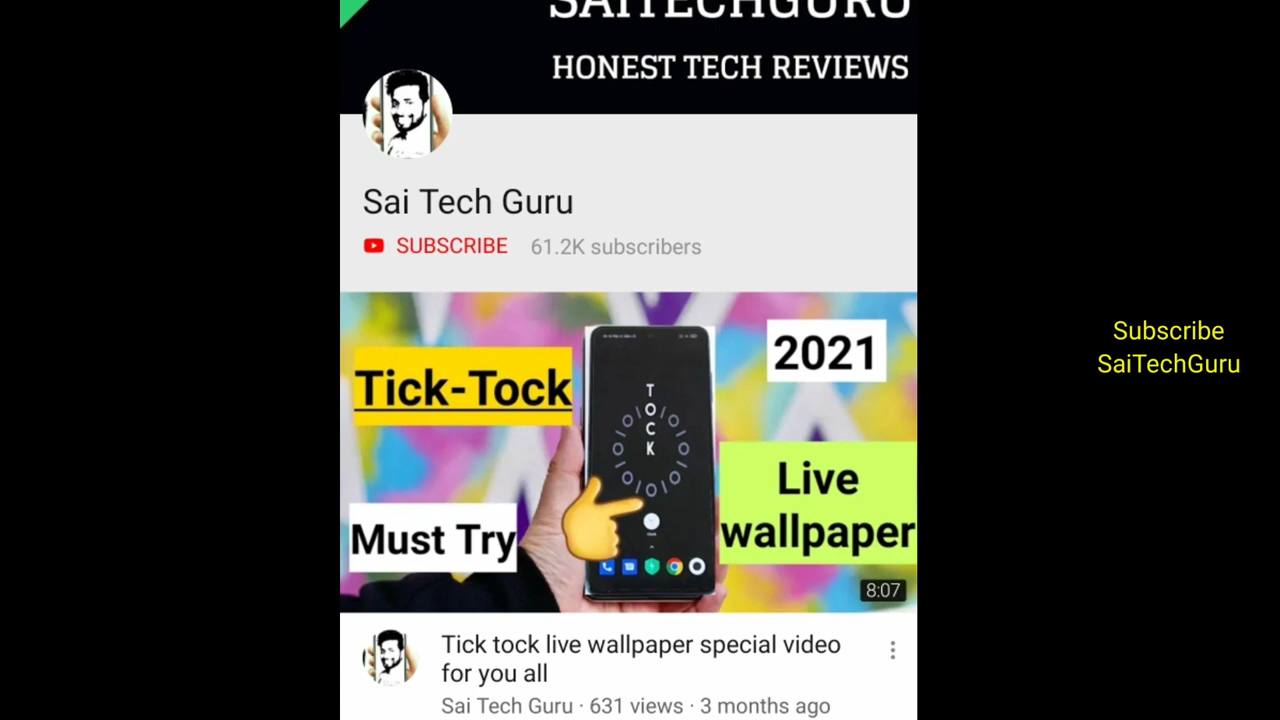 SAITECHGURU
HONEST TECH REVIEWS
Sai Tech Guru
SUBSCRIBE 61.2K subscribers
Tick-Tock
2021
T
O
C
K
Live
wallpaper
Must Try
8:07
Tick tock live wallpaper special video
for you all
Sai Tech Guru · 631 views · 3 months ago
Subscribe
SaiTechGuru